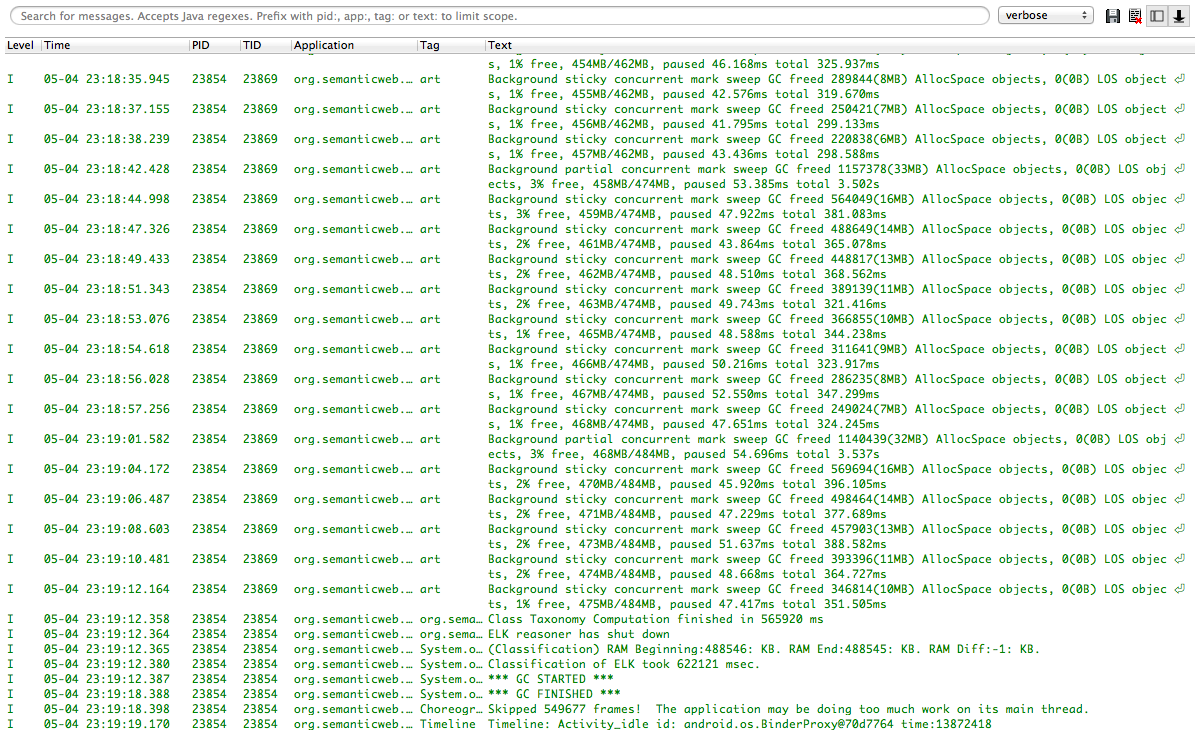 Search for messages. Accepts Java regexes. Prefix with pid:, app:, tag: or text: to limit scope.
verbose
Level Time PID TID Application Tag Text
s, 1% free, 454MB/462MB, paused 46.168ms total 325.937ms
I 05-04 23:18:35.945 23854 23869 org.semanticweb... art Background sticky concurrent mark sweep GC freed 289844(8MB) AllocSpace objects, 0(0B) LOS object
s, 1% free, 455MB/462MB, paused 42.576ms total 319.670ms
I 05-04 23:18:37.155 23854 23869 org.semanticweb... art Background sticky concurrent mark sweep GC freed 250421(7MB) AllocSpace objects, 0(0B) LOS object
s, 1% free, 456MB/462MB, paused 41.795ms total 299.133ms
I 05-04 23:18:38.239 23854 23869 org.semanticweb... art Background sticky concurrent mark sweep GC freed 220838(6MB) AllocSpace objects, 0(0B) LOS object
s, 1% free, 457MB/462MB, paused 43.436ms total 298.588ms
I 05-04 23:18:42.428 23854 23869 org.semanticweb... art Background partial concurrent mark sweep GC freed 1157378(33MB) AllocSpace objects, 0(0B) LOS obj
ects, 3% free, 458MB/474MB, paused 53.385ms total 3.502s
I 05-04 23:18:44.998 23854 23869 org.semanticweb... art Background sticky concurrent mark sweep GC freed 564049(16MB) AllocSpace objects, 0(0B) LOS objec
ts, 3% free, 459MB/474MB, paused 47.922ms total 381.083ms
I 05-04 23:18:47.326 23854 23869 org.semanticweb... art Background sticky concurrent mark sweep GC freed 488649(14MB) AllocSpace objects, 0(0B) LOS objec
ts, 2% free, 461MB/474MB, paused 43.864ms total 365.078ms
I 05-04 23:18:49.433 23854 23869 org.semanticweb... art Background sticky concurrent mark sweep GC freed 448817(13MB) AllocSpace objects, 0(0B) LOS objec
ts, 2% free, 462MB/474MB, paused 48.510ms total 368.562ms
I 05-04 23:18:51.343 23854 23869 org.semanticweb... art Background sticky concurrent mark sweep GC freed 389139(11MB) AllocSpace objects, 0(0B) LOS objec
ts, 2% free, 463MB/474MB, paused 49.743ms total 321.416ms
I 05-04 23:18:53.076 23854 23869 org.semanticweb... art Background sticky concurrent mark sweep GC freed 366855(10MB) AllocSpace objects, 0(0B) LOS objec
ts, 1% free, 465MB/474MB, paused 48.588ms total 344.238ms
I 05-04 23:18:54.618 23854 23869 org.semanticweb... art Background sticky concurrent mark sweep GC freed 311641(9MB) AllocSpace objects, 0(0B) LOS object
s, 1% free, 466MB/474MB, paused 50.216ms total 323.917ms
I 05-04 23:18:56.028 23854 23869 org.semanticweb... art Background sticky concurrent mark sweep GC freed 286235(8MB) AllocSpace objects, 0(0B) LOS object
s, 1% free, 467MB/474MB, paused 52.550ms total 347.299ms
I 05-04 23:18:57.256 23854 23869 org.semanticweb... art Background sticky concurrent mark sweep GC freed 249024(7MB) AllocSpace objects, 0(0B) LOS object
s, 1% free, 468MB/474MB, paused 47.651ms total 324.245ms
I 05-04 23:19:01.582 23854 23869 org.semanticweb... art Background partial concurrent mark sweep GC freed 1140439(32MB) AllocSpace objects, 0(0B) LOS obj
ects, 3% free, 468MB/484MB, paused 54.696ms total 3.537s
I 05-04 23:19:04.172 23854 23869 org.semanticweb... art Background sticky concurrent mark sweep GC freed 569694(16MB) AllocSpace objects, 0(0B) LOS objec
ts, 2% free, 470MB/484MB, paused 45.920ms total 396.105ms
I 05-04 23:19:06.487 23854 23869 org.semanticweb... art Background sticky concurrent mark sweep GC freed 498464(14MB) AllocSpace objects, 0(0B) LOS objec
ts, 2% free, 471MB/484MB, paused 47.229ms total 377.689ms
I 05-04 23:19:08.603 23854 23869 org.semanticweb... art Background sticky concurrent mark sweep GC freed 457903(13MB) AllocSpace objects, 0(0B) LOS objec
ts, 2% free, 473MB/484MB, paused 51.637ms total 388.582ms
I 05-04 23:19:10.481 23854 23869 org.semanticweb... art Background sticky concurrent mark sweep GC freed 393396(11MB) AllocSpace objects, 0(0B) LOS objec
ts, 2% free, 474MB/484MB, paused 48.668ms total 364.727ms
I 05-04 23:19:12.164 23854 23869 org.semanticweb... art Background sticky concurrent mark sweep GC freed 346814(10MB) AllocSpace objects, 0(0B) LOS objec
ts, 1% free, 475MB/484MB, paused 47.417ms total 351.505ms
I 05-04 23:19:12.358 23854 23854 org.semanticweb... org.sema... Class Taxonomy Computation finished in 565920 ms
I 05-04 23:19:12.364 23854 23854 org.semanticweb... org.sema... ELK reasoner has shut down
I 05-04 23:19:12.365 23854 23854 org.semanticweb... System.o... (Classification) RAM Beginning:488546: KB. RAM End:488545: KB. RAM Diff:-1: KB.
I 05-04 23:19:12.380 23854 23854 org.semanticweb... System.o... Classification of ELK took 622121 msec.
I 05-04 23:19:12.387 23854 23854 org.semanticweb... System.o... *** GC STARTED ***
I 05-04 23:19:18.388 23854 23854 org.semanticweb... System.o... *** GC FINISHED ***
I 05-04 23:19:18.398 23854 23854 org.semanticweb... Choreogr... Skipped 549677 frames! The application may be doing too much work on its main thread.
I 05-04 23:19:19.170 23854 23854 org.semanticweb... Timeline Timeline: Activity_idle id: android.os.BinderProxy@70d7764 time:13872418